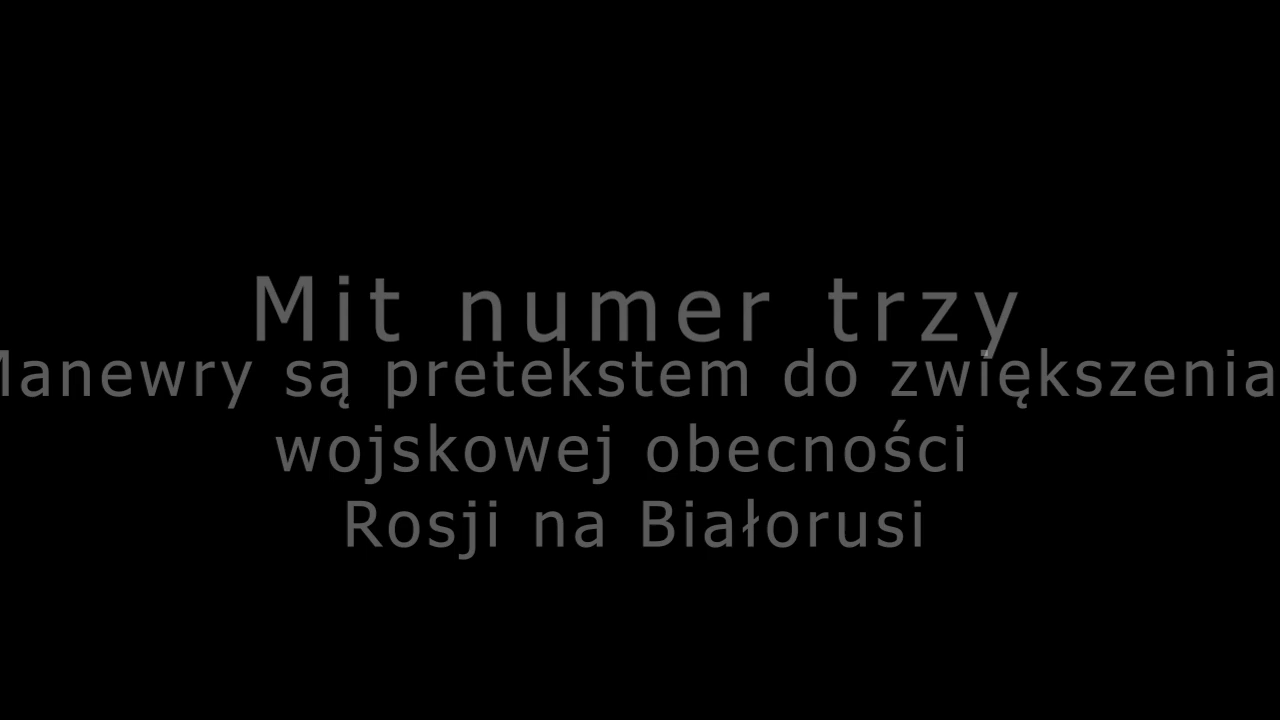 Mit numer trzy
Manewry są pretekstem do zwiększenia
wojskowej obecności
Rosji na Białorusi